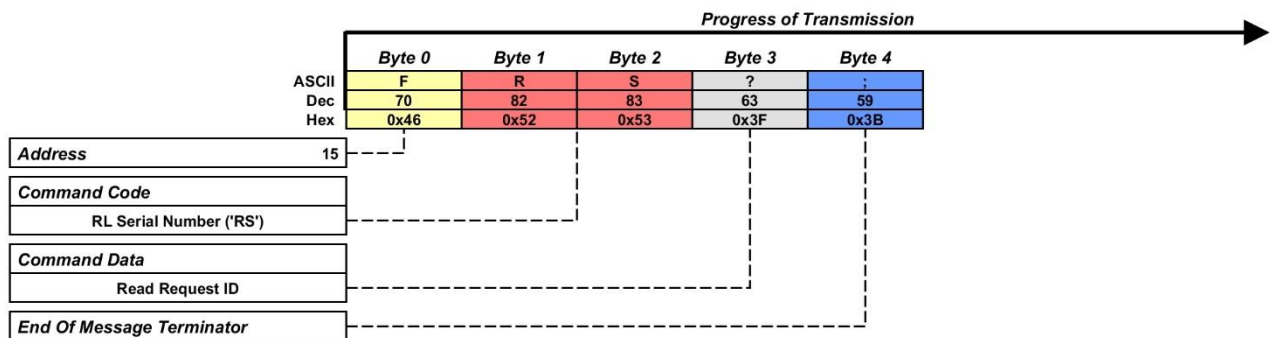 Progress of Transmission
Byte 0 Byte 1 Byte 2 Byte 3 Byte 4
ASCII F R S ? ;
Dec 70 82 83 63 59
Hex 0x46 0x52 0x53 0x3F 0x3B
Address 15
Command Code
RL Serial Number ('RS')
Command Data
Read Request ID
End Of Message Terminator